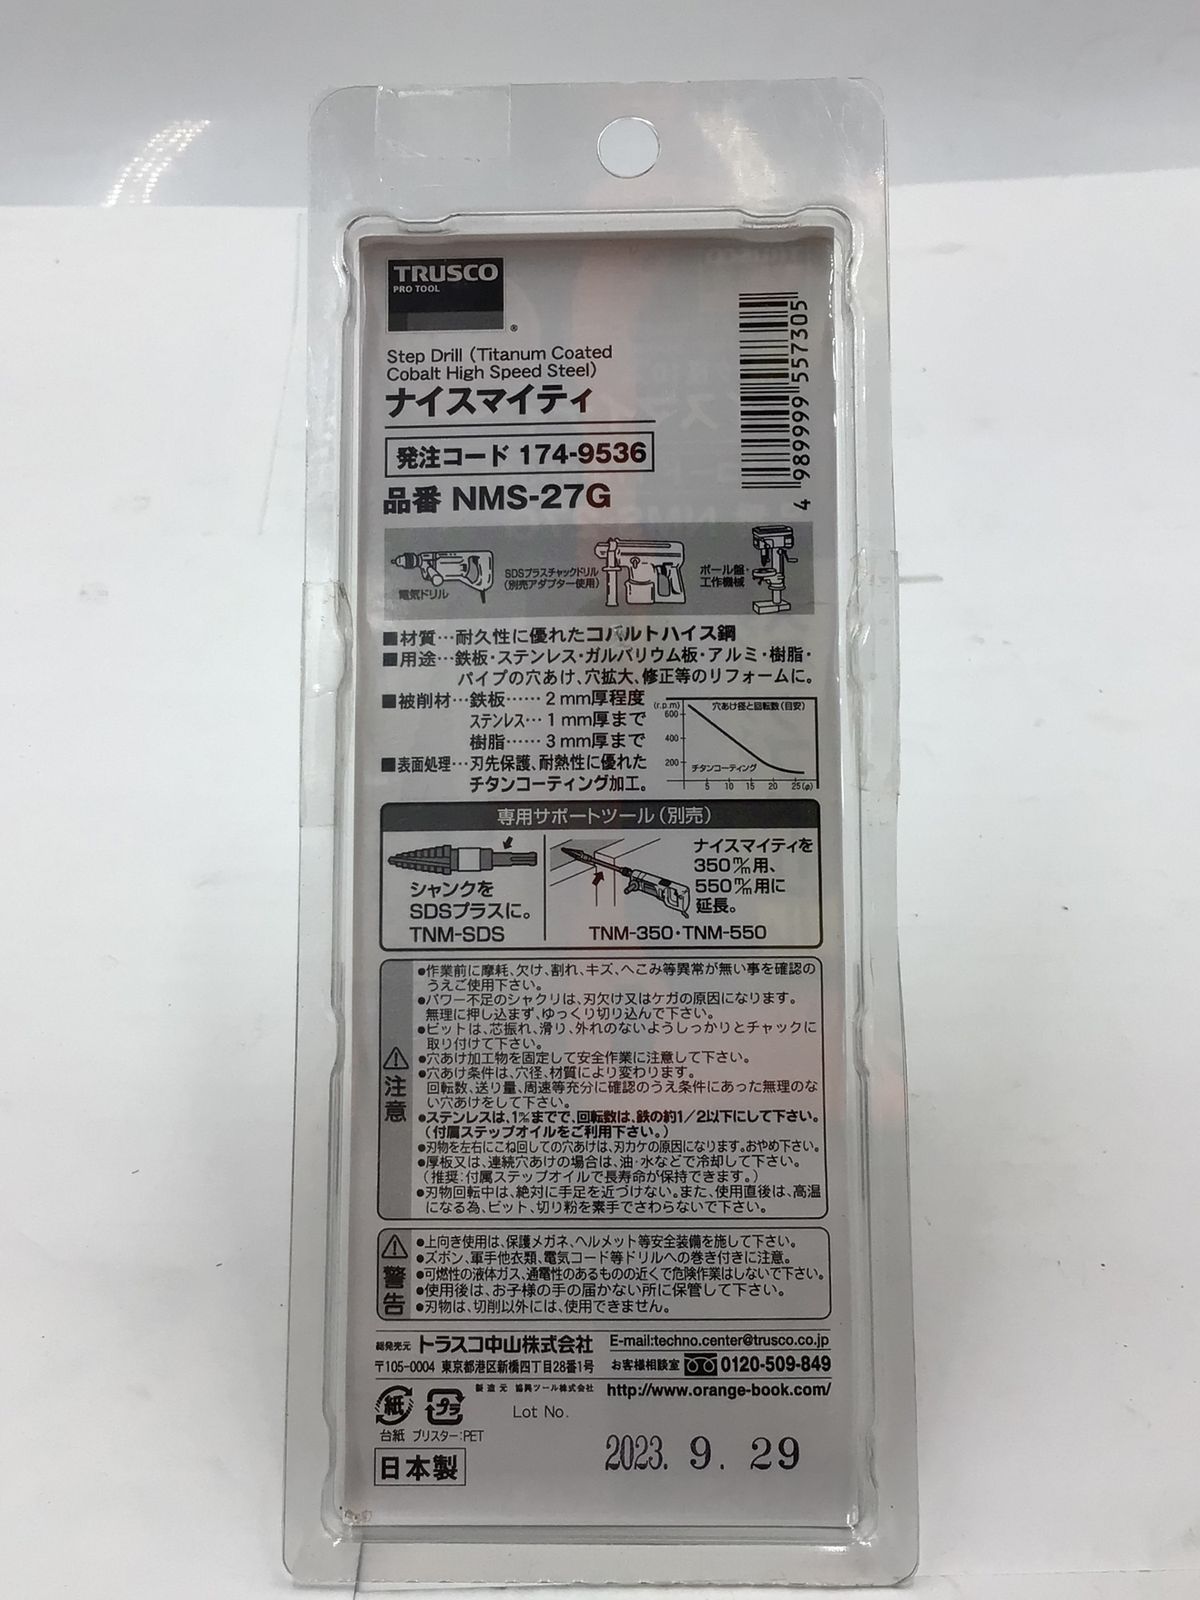 TRUSCO
PRO TOOL
®
Step Drill (Titanum Coated
Cobalt High Speed Steel)
ナイスマイティ
発注コード 174-9536
品番 NMS-27G
4 989999 557305
電気ドリル
SDSプラスチャックドリル
(別売アダプター使用)
ボール盤・
工作機械
■材質…耐久性に優れたコバルトハイス鋼
■用途…鉄板・ステンレス・ガルバリウム板・アルミ・樹脂・
パイプの穴あけ、穴拡大、修正等のリフォームに。
■被削材…鉄板……2mm厚程度
ステンレス…1mm厚まで
樹脂……3mm厚まで
■表面処理…刃先保護、耐熱性に優れた
チタンコーティング加工。
(r.p.m)
穴あけ径と回転数(目安)
600
400
200
チタンコーティング
5 10 15 20 25(φ)
専用サポートツール(別売)
シャンクを
SDSプラスに。
TNM-SDS
ナイスマイティを
350m/m用、
550m/m用に
延長。
TNM-350・TNM-550
⚠注意
●作業前に摩耗、欠け、割れ、キズ、へこみ等異常が無い事を確認の
うえご使用下さい。
●パワー不足のシャクリは、刃欠け又はケガの原因になります。
無理に押し込まず、ゆっくり切り込んで下さい。
●ビットは、芯振れ、滑り、外れのないようしっかりとチャックに
取り付けて下さい。
●穴あけ加工物を固定して安全作業に注意して下さい。
●穴あけ条件は、穴径、材質により変わります。
回転数、送り量、周速等充分に確認のうえ条件にあった無理のな
い穴あけをして下さい。
●ステンレスは、1m/mまでで、回転数は、鉄の約1/2以下にして下さい。
(付属ステップオイルをご利用下さい。)
●刃物を左右にこね回しての穴あけは、刃カケの原因になります。おやめ下さい。
●厚板又は、連続穴あけの場合は、油・水などで冷却して下さい。
(推奨:付属ステップオイルで長寿命が保持できます。)
●刃物回転中は、絶対に手足を近づけない。また、使用直後は、高温
になる為、ビット、切り粉を素手でさわらないで下さい。
⚠警告
●上向き使用は、保護メガネ、ヘルメット等安全装備を施して下さい。
●ズボン、軍手他衣類、電気コード等ドリルへの巻き付きに注意。
●可燃性の液体ガス、通電性のあるものの近くで危険作業はしないで下さい。
●使用後は、お子様の手の届かない所に保管して下さい。
●刃物は、切削以外には、使用できません。
総発売元 トラスコ中山株式会社
〒105-0004 東京都港区新橋四丁目28番1号
E-mail:techno.center@trusco.co.jp
お客様相談室 0120-509-849
製造元 協興ツール株式会社
http://www.orange-book.com/
紙
プラ
台紙 ブリスター:PET
Lot No.
日本製
2023. 9. 29